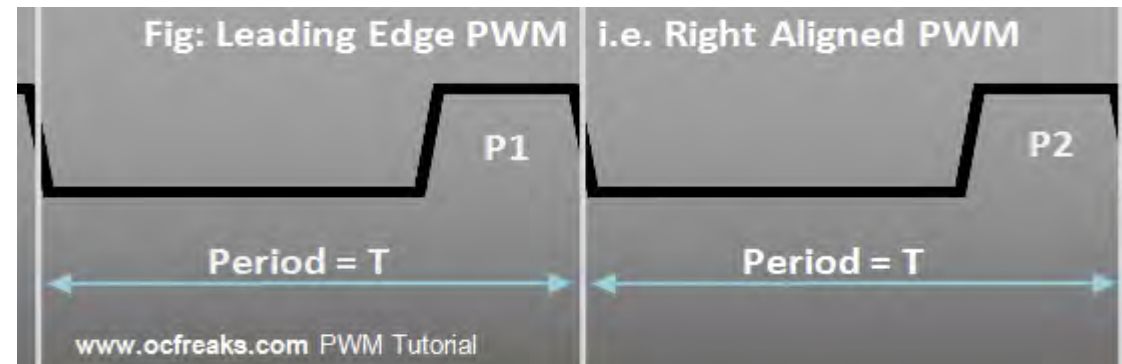 Fig: Leading Edge PWM i.e. Right Aligned PWM
P1 P2
Period = T Period = T
www.ocfreaks.com PWM Tutorial